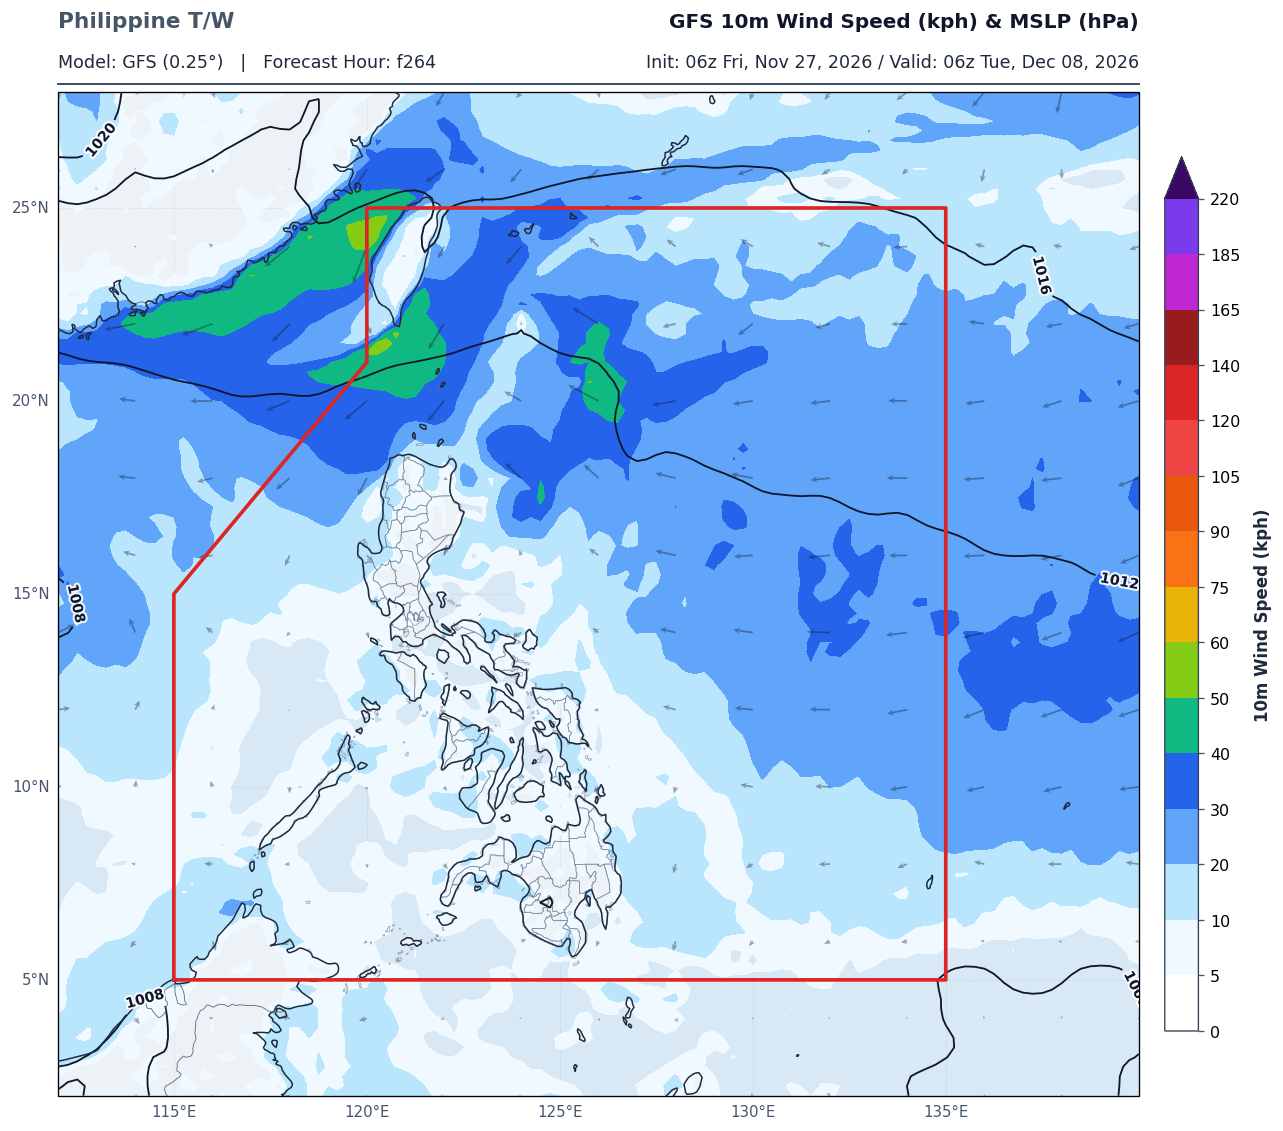 Philippine T/W
GFS 10m Wind Speed (kph) & MSLP (hPa)
Model: GFS (0.25°) | Forecast Hour: f264
Init: 06z Fri, Nov 27, 2026 / Valid: 06z Tue, Dec 08, 2026
1020
1016
1012
1008
1008
25°N
20°N
15°N
10°N
5°N
115°E
120°E
125°E
130°E
135°E
220
185
165
140
120
105
90
75
60
50
40
30
20
10
5
0
10m Wind Speed (kph)